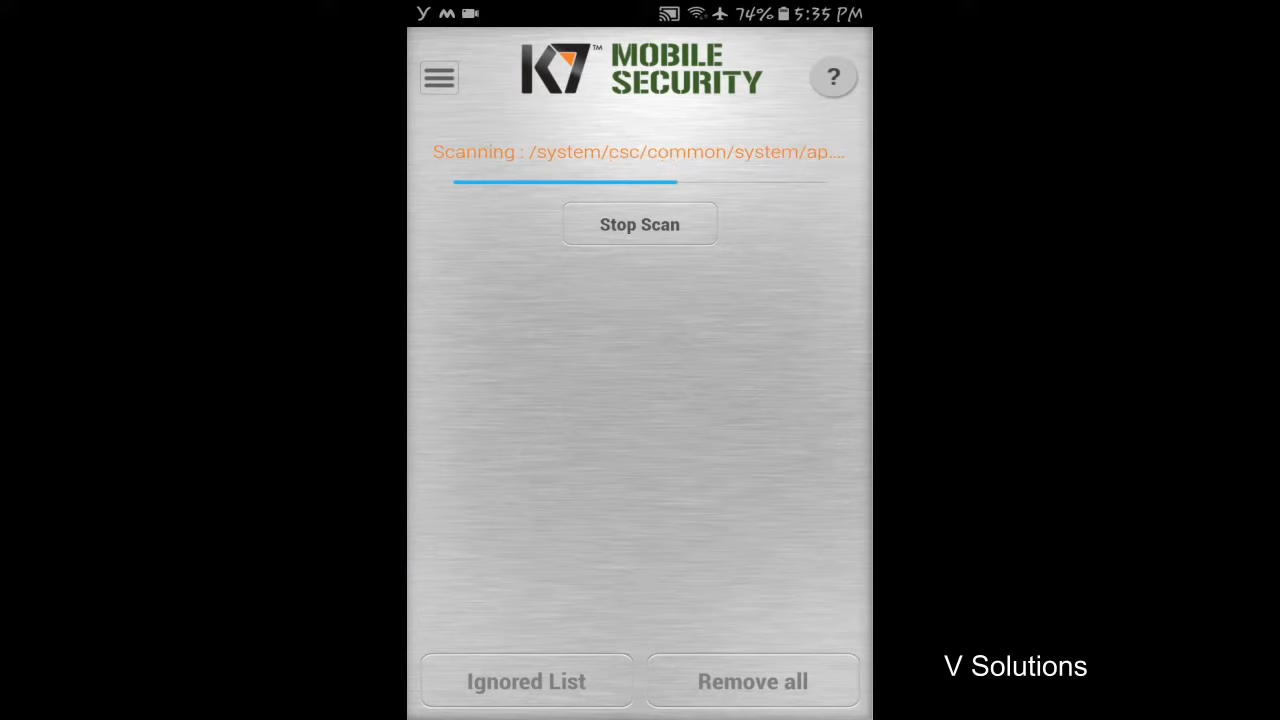 74% 5:35 PM
K7™ MOBILE
SECURITY
?
Scanning : /system/csc/common/system/ap....
Stop Scan
Ignored List
Remove all
V Solutions